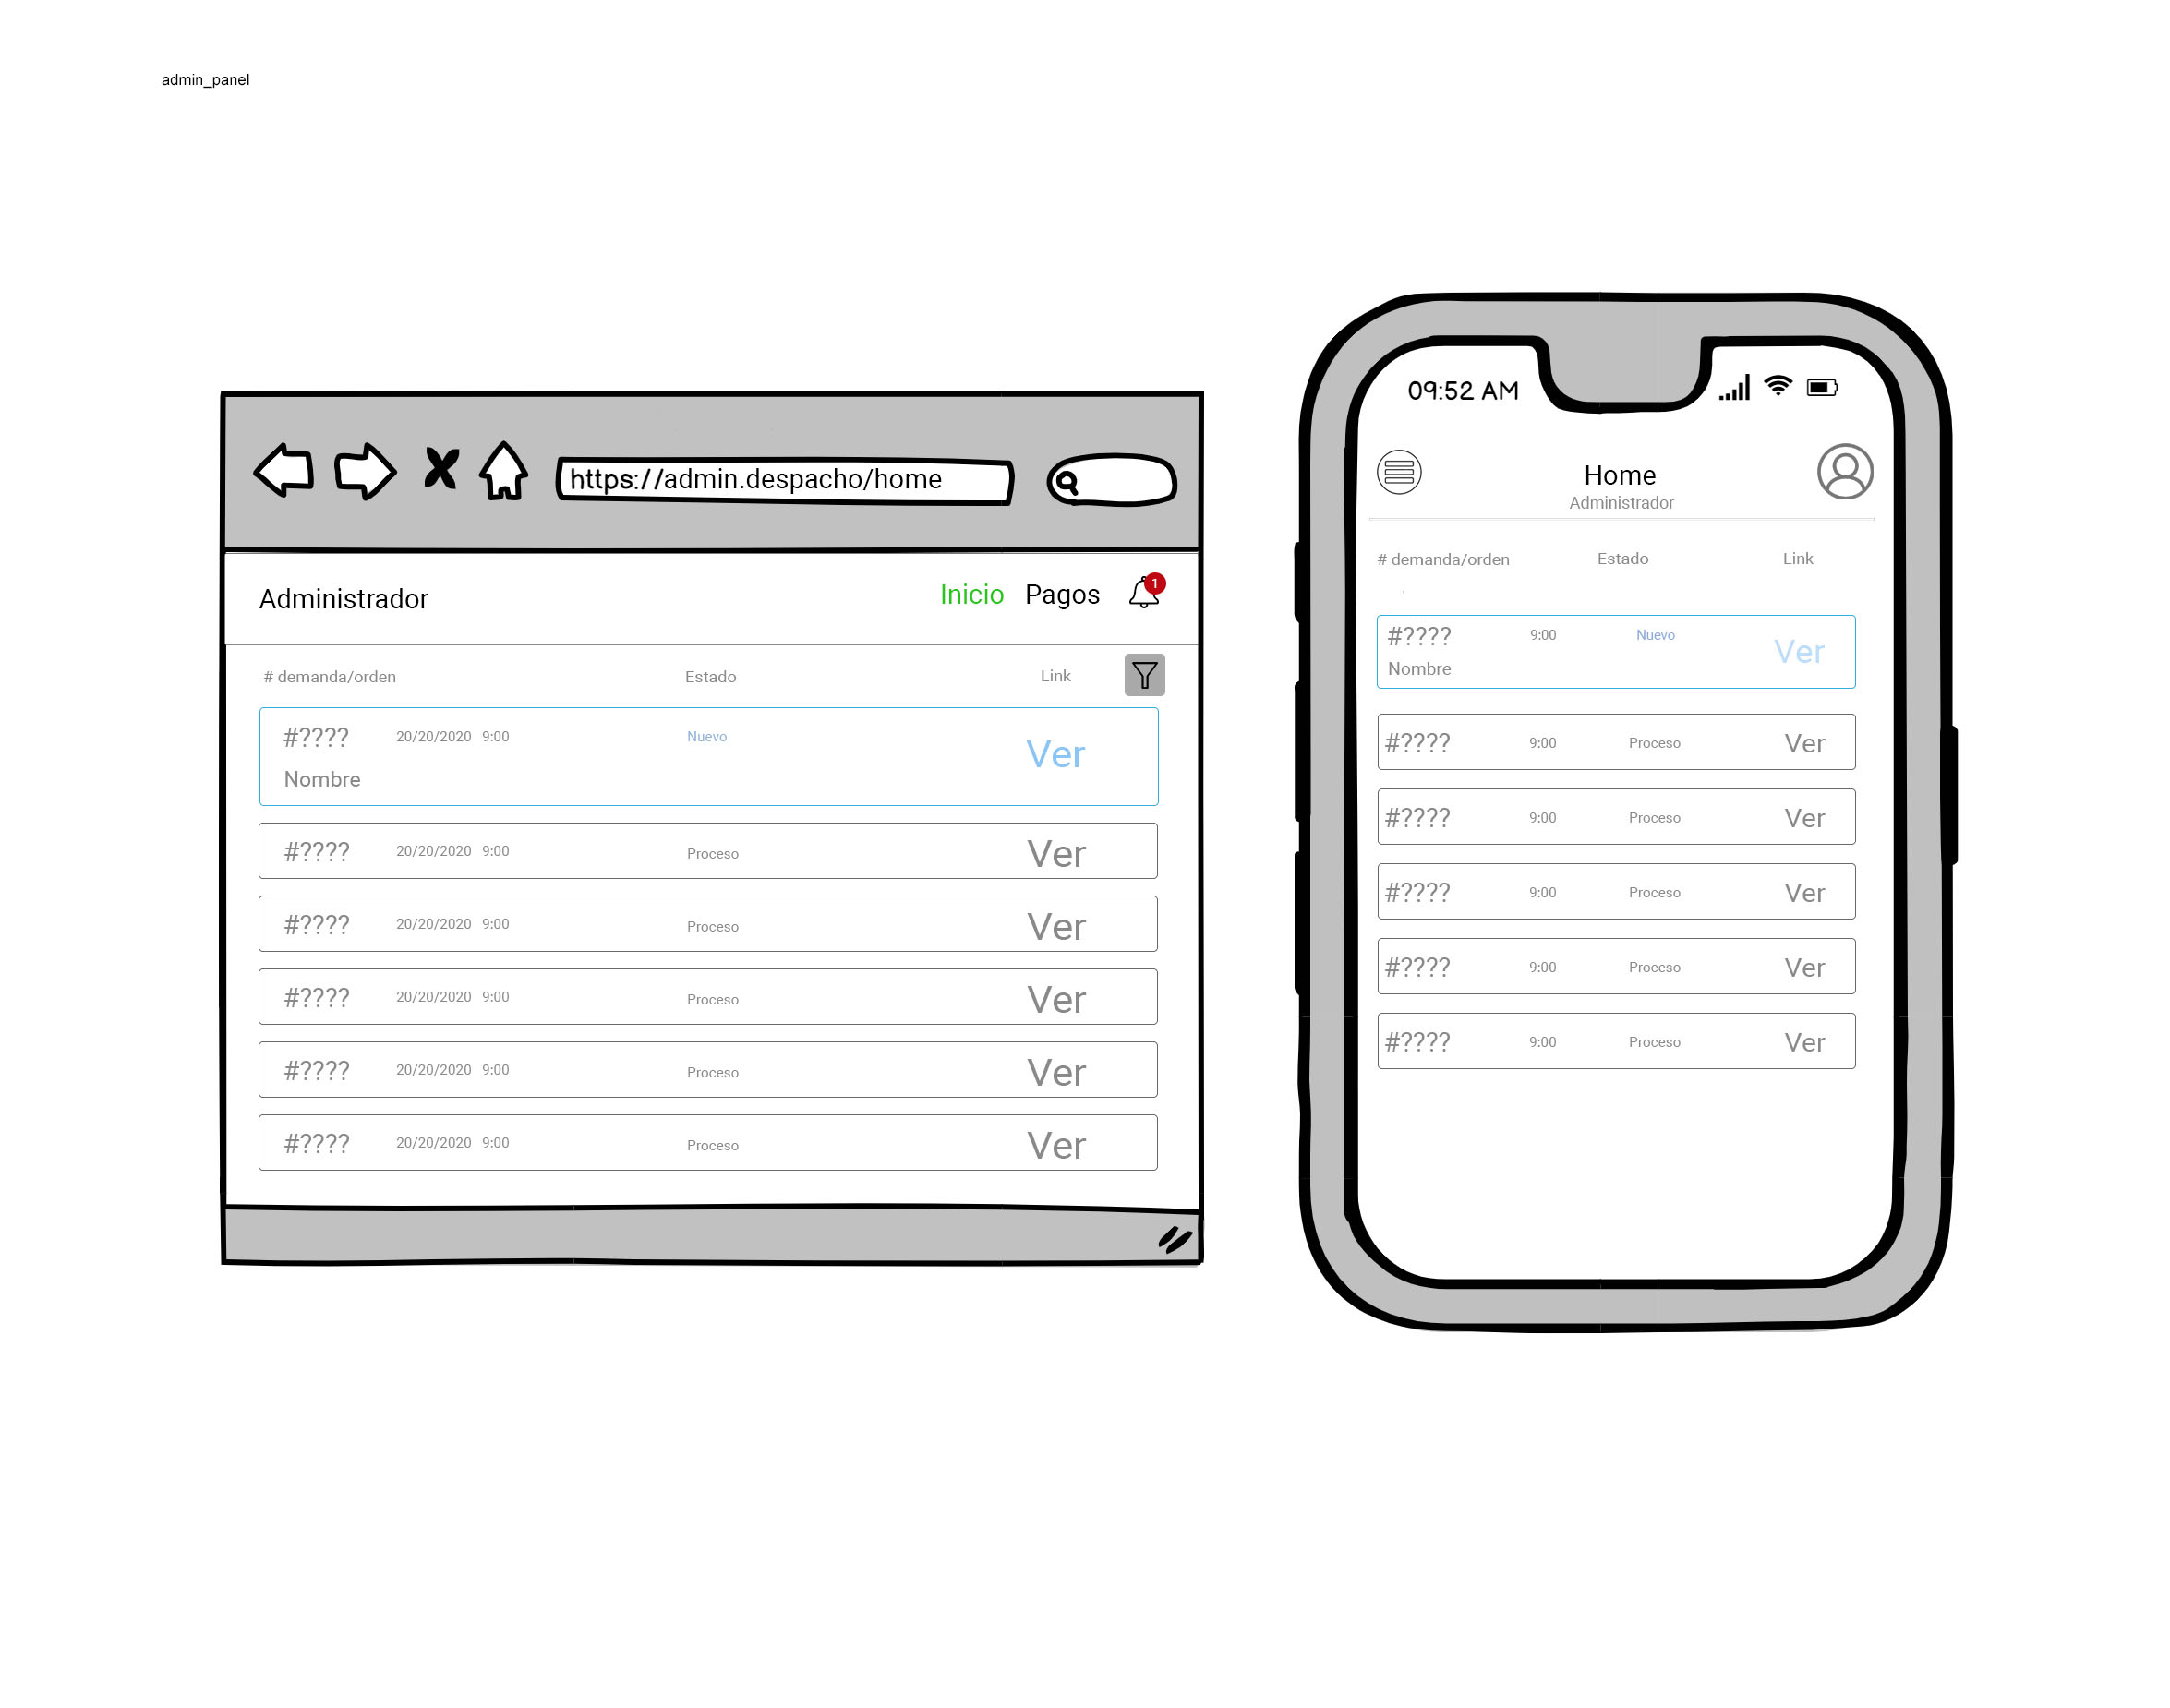 admin_panel
https://admin.despacho/home
Administrador Inicio Pagos 1
# demanda/orden Estado Link
#???? 20/20/2020 9:00 Nuevo Ver
Nombre
#???? 20/20/2020 9:00 Proceso Ver
#???? 20/20/2020 9:00 Proceso Ver
#???? 20/20/2020 9:00 Proceso Ver
#???? 20/20/2020 9:00 Proceso Ver
#???? 20/20/2020 9:00 Proceso Ver
09:52 AM
Home
Administrador
# demanda/orden Estado Link
#???? 9:00 Nuevo Ver
Nombre
#???? 9:00 Proceso Ver
#???? 9:00 Proceso Ver
#???? 9:00 Proceso Ver
#???? 9:00 Proceso Ver
#???? 9:00 Proceso Ver